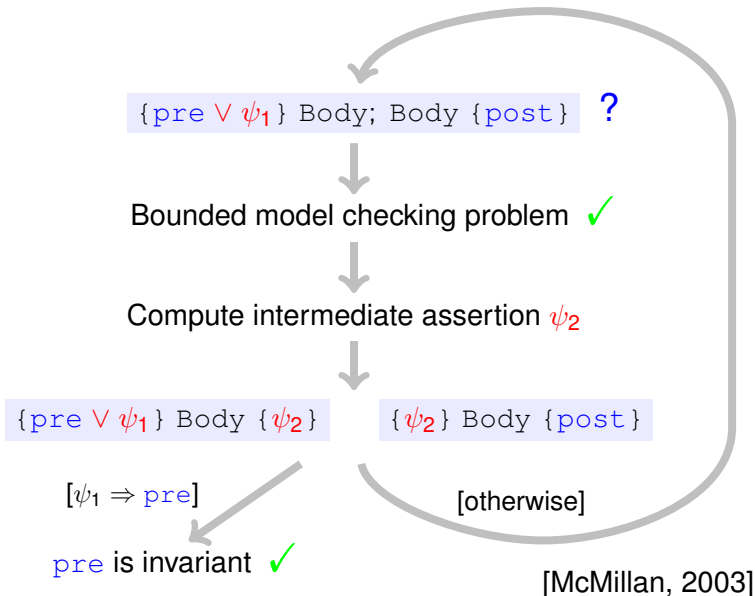 {pre ∨ ψ₁} Body; Body {post} ?
Bounded model checking problem ✓
Compute intermediate assertion ψ₂
{pre ∨ ψ₁} Body {ψ₂} {ψ₂} Body {post}
[ψ₁ ⇒ pre]
[otherwise]
pre is invariant ✓
[McMillan, 2003]